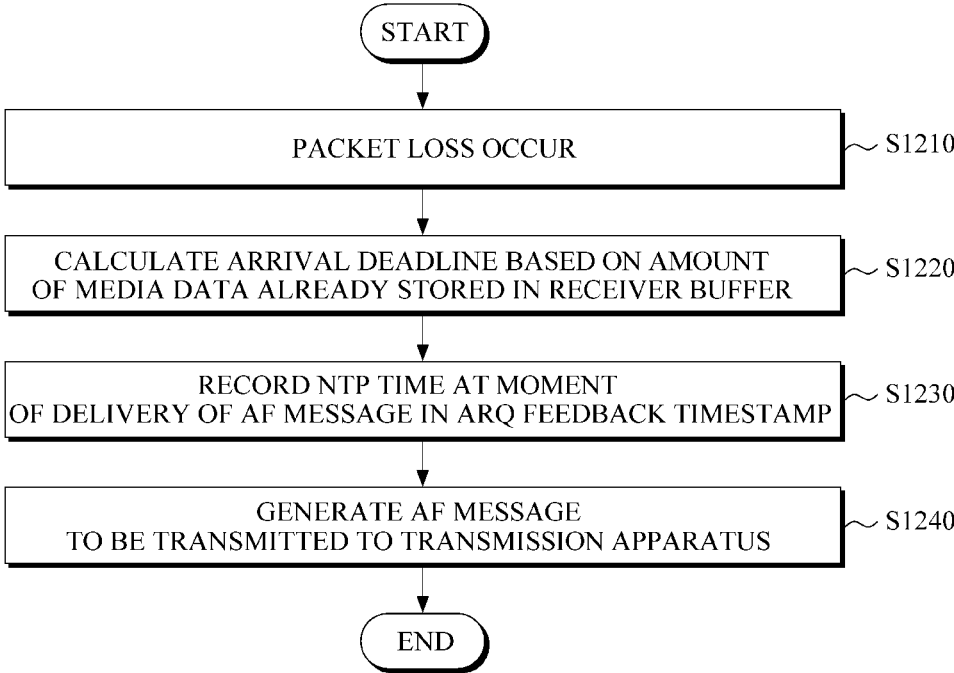 START
PACKET LOSS OCCUR
S1210
CALCULATE ARRIVAL DEADLINE BASED ON AMOUNT
OF MEDIA DATA ALREADY STORED IN RECEIVER BUFFER
S1220
RECORD NTP TIME AT MOMENT
OF DELIVERY OF AF MESSAGE IN ARQ FEEDBACK TIMESTAMP
S1230
GENERATE AF MESSAGE
TO BE TRANSMITTED TO TRANSMISSION APPARATUS
S1240
END